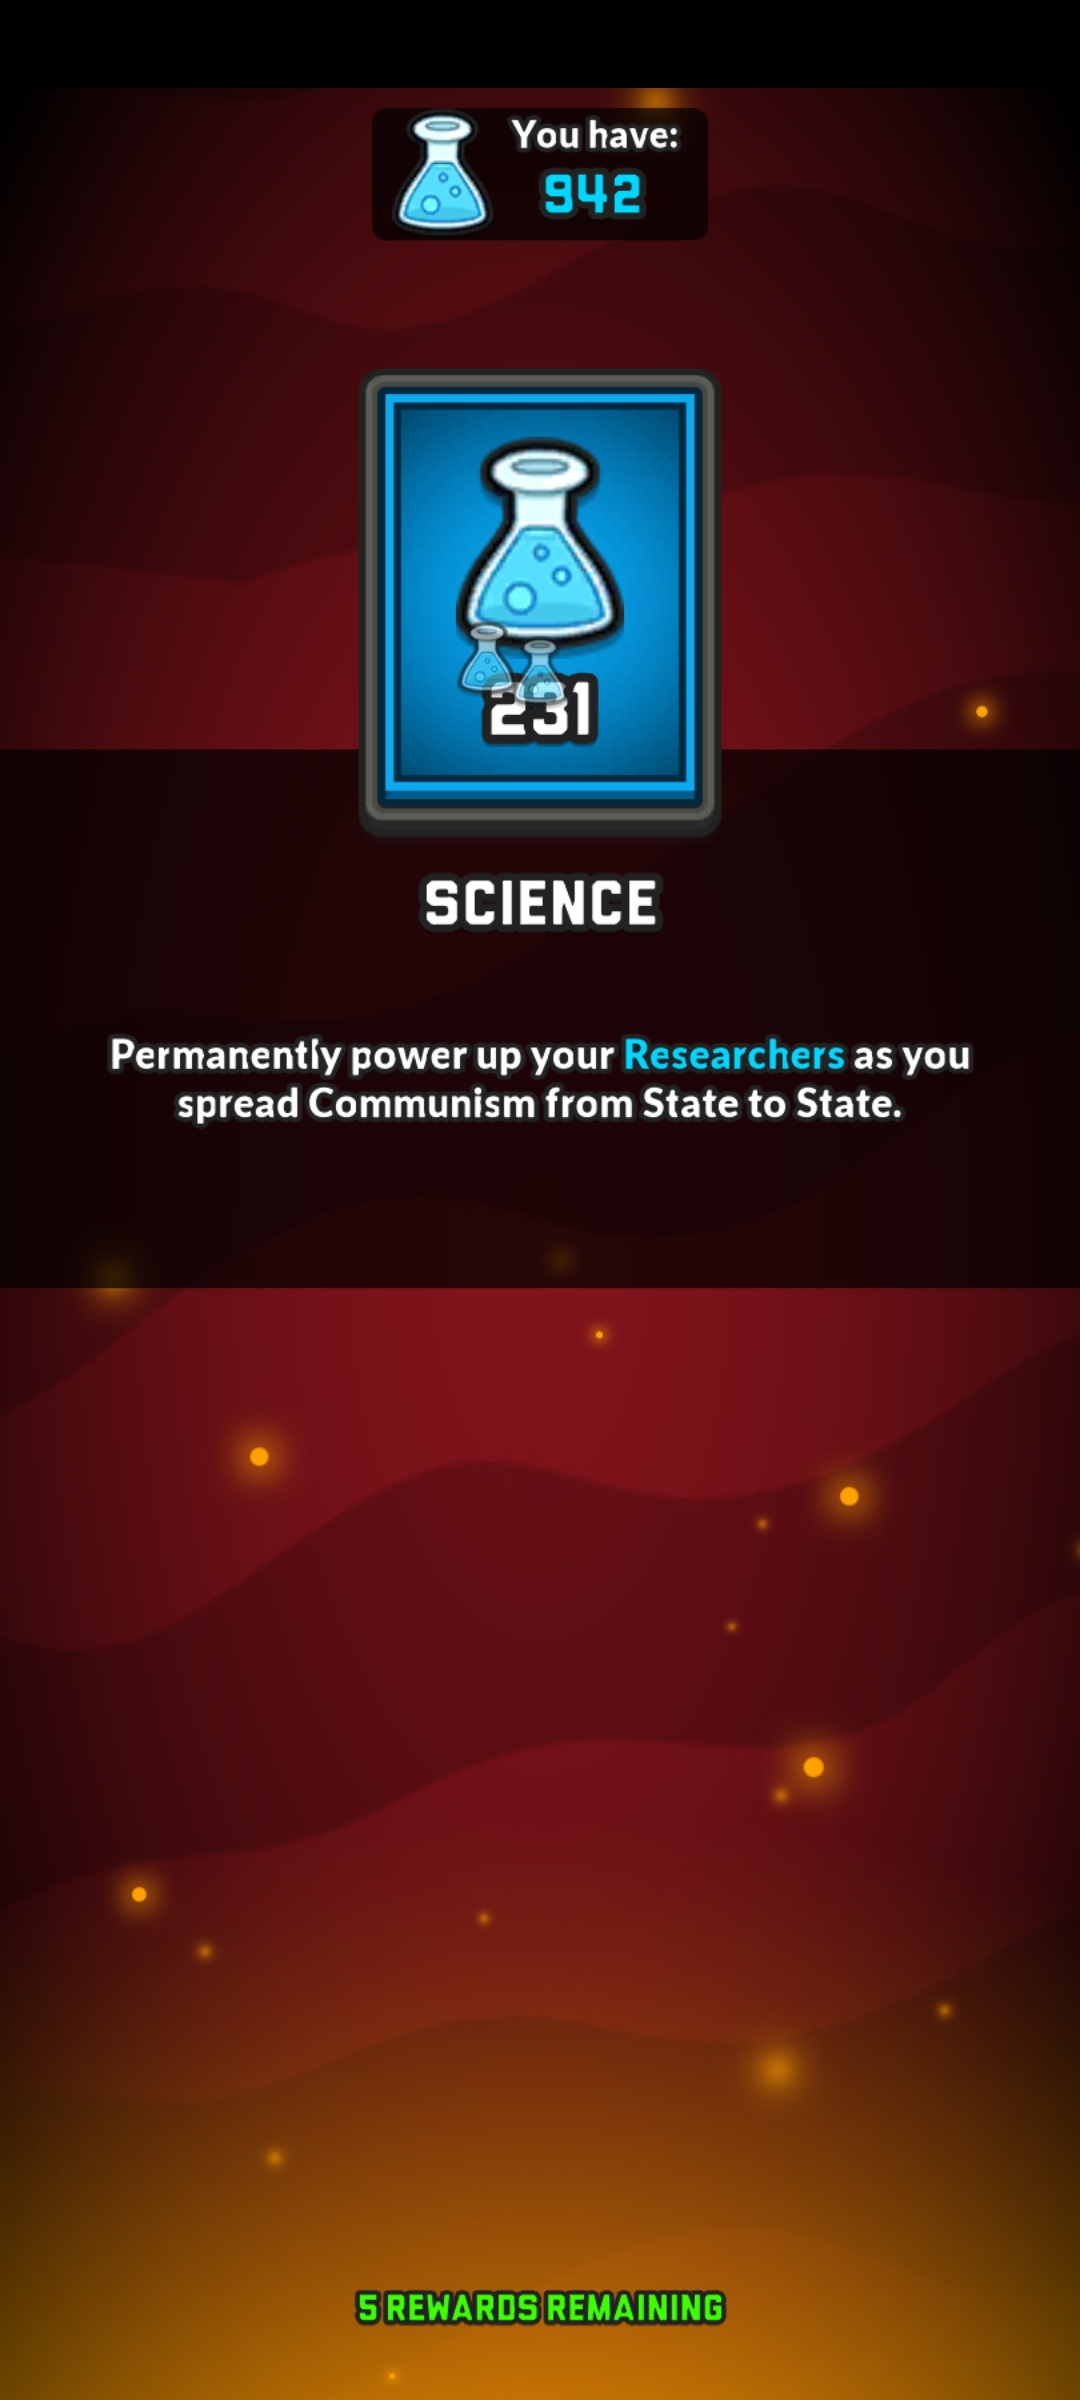 You have:
942
231
SCIENCE
Permanently power up your Researchers as you
spread Communism from State to State.
5 REWARDS REMAINING